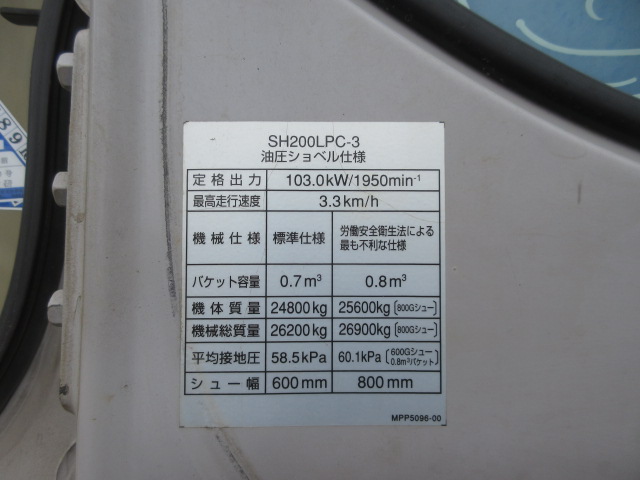 SH200LPC-3
油圧ショベル仕様
定格出力 103.0kW/1950min-1
最高走行速度 3.3km/h
機械仕様 標準仕様 労働安全衛生法による
最も不利な仕様
バケット容量 0.7m³ 0.8m³
機体質量 24800kg 25600kg[800Gシュー]
機械総質量 26200kg 26900kg[800Gシュー]
平均接地圧 58.5kPa 60.1kPa[600Gシュー
0.8m³バケット]
シュー幅 600mm 800mm
MPP5096-00